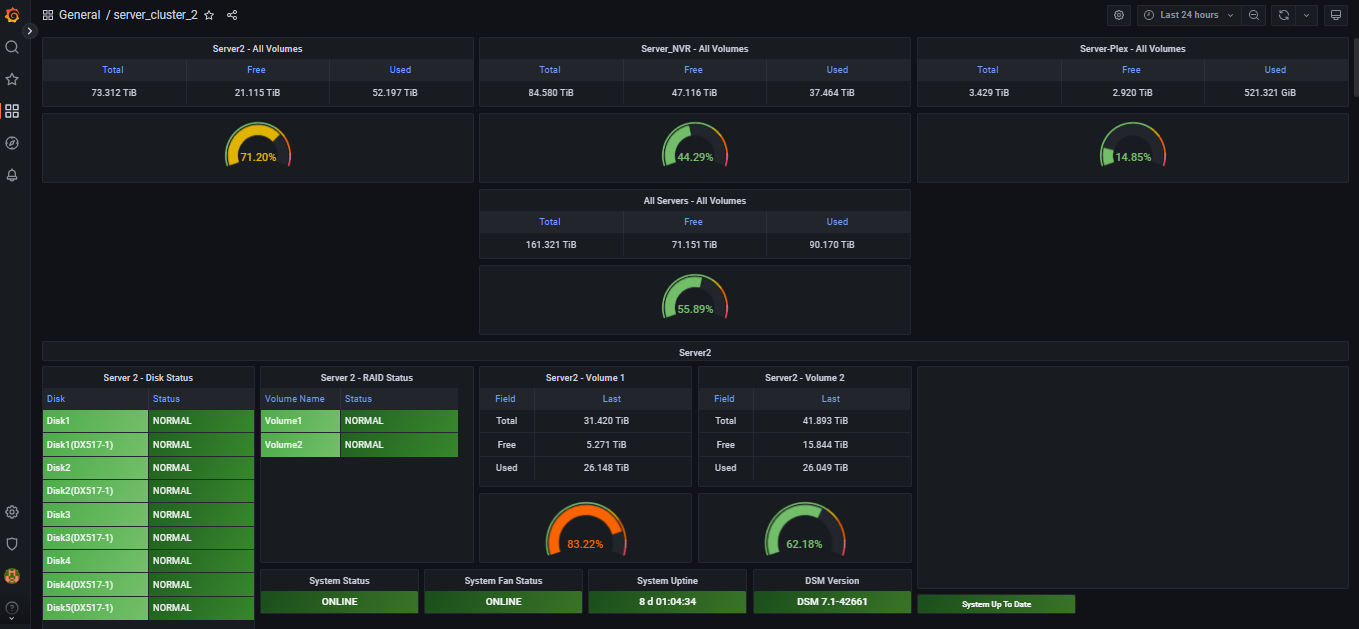 General / server_cluster_2
Last 24 hours
Server2 - All Volumes
Total Free Used
73.312 TiB 21.115 TiB 52.197 TiB
71.20%
Server_NVR - All Volumes
Total Free Used
84.580 TiB 47.116 TiB 37.464 TiB
44.29%
Server-Plex - All Volumes
Total Free Used
3.429 TiB 2.920 TiB 521.321 GiB
14.85%
All Servers - All Volumes
Total Free Used
161.321 TiB 71.151 TiB 90.170 TiB
55.89%
Server2
Server 2 - Disk Status
Disk Status
Disk1 NORMAL
Disk1(DX517-1) NORMAL
Disk2 NORMAL
Disk2(DX517-1) NORMAL
Disk3 NORMAL
Disk3(DX517-1) NORMAL
Disk4 NORMAL
Disk4(DX517-1) NORMAL
Disk5(DX517-1) NORMAL
Server 2 - RAID Status
Volume Name Status
Volume1 NORMAL
Volume2 NORMAL
Server2 - Volume 1
Field Last
Total 31.420 TiB
Free 5.271 TiB
Used 26.148 TiB
83.22%
Server2 - Volume 2
Field Last
Total 41.893 TiB
Free 15.844 TiB
Used 26.049 TiB
62.18%
System Status
ONLINE
System Fan Status
ONLINE
System Uptine
8 d 01:04:34
DSM Version
DSM 7.1-42661
System Up To Date